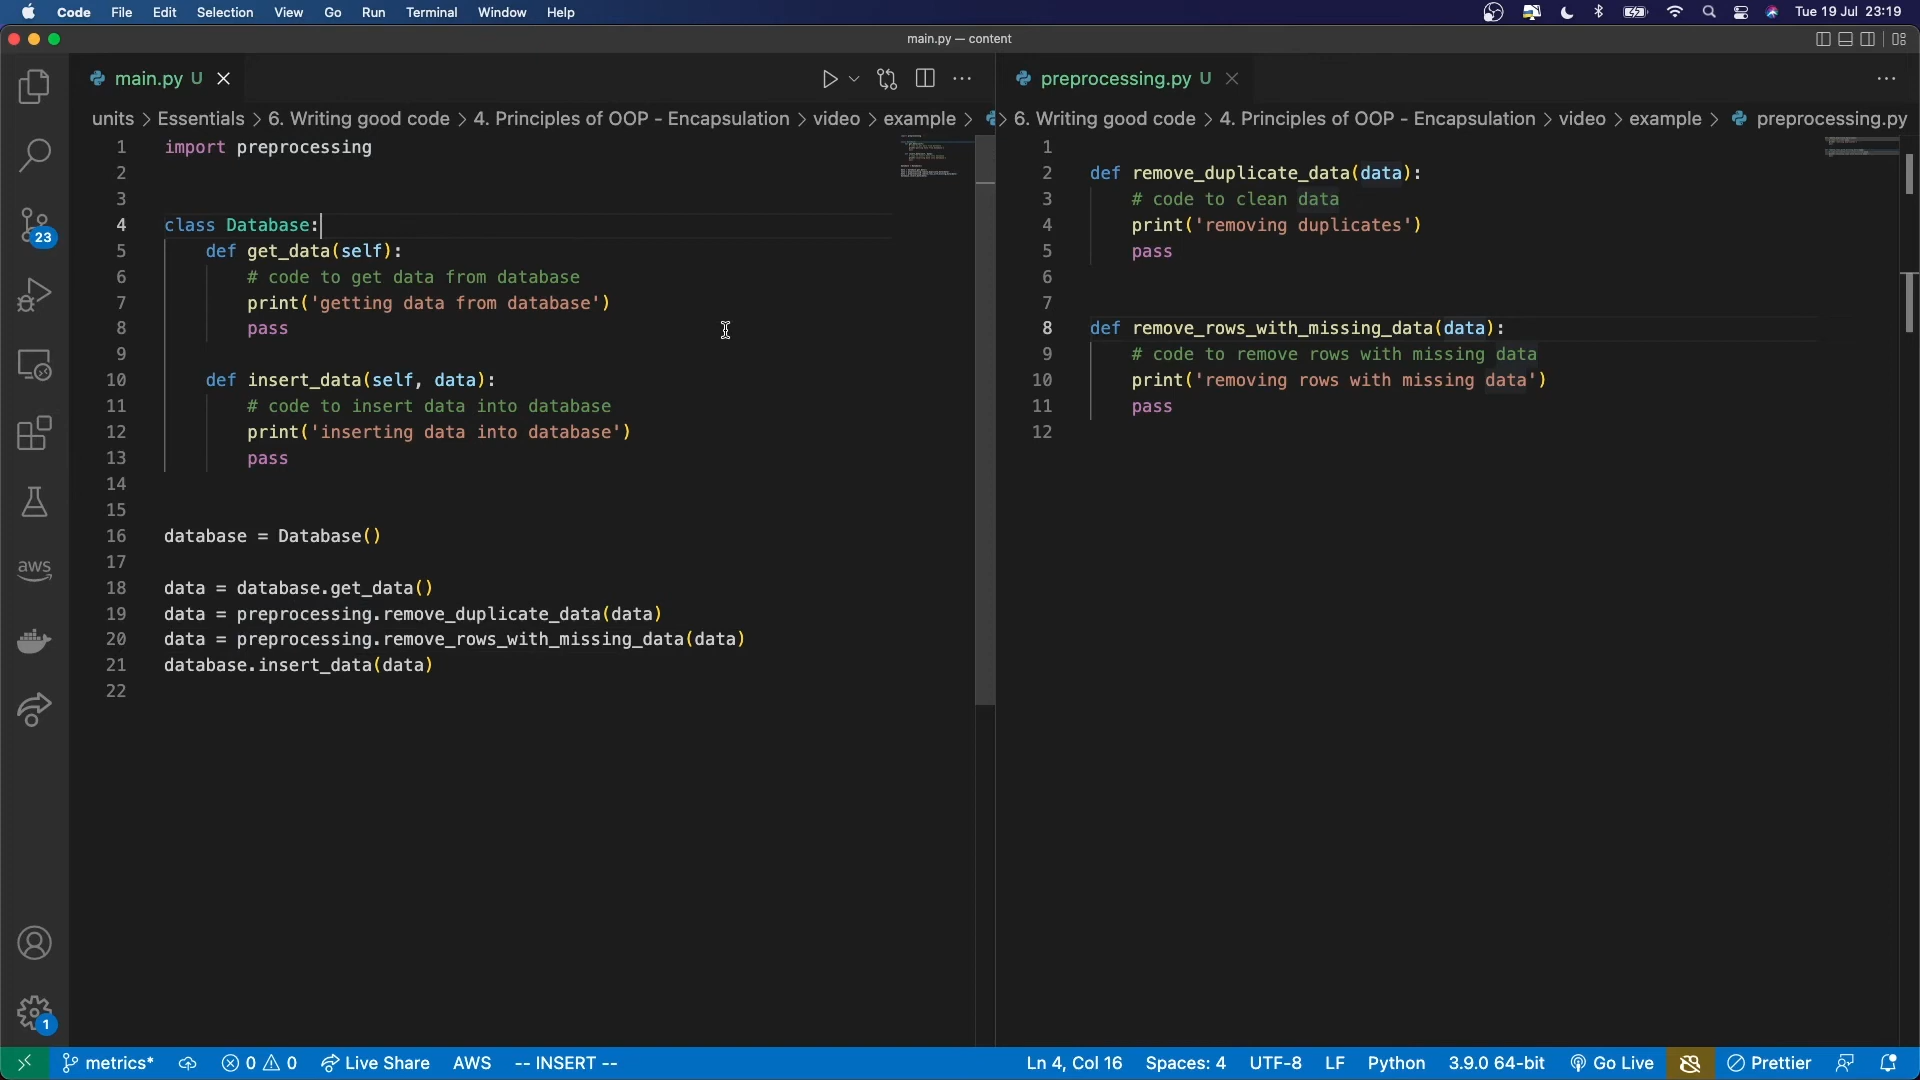 Code File Edit Selection View Go Run Terminal Window Help Tue 19 Jul 23:19
main.py — content
main.py U
units > Essentials > 6. Writing good code > 4. Principles of OOP - Encapsulation > video > example >
1 import preprocessing
2
3
4 class Database:
5 def get_data(self):
6 # code to get data from database
7 print('getting data from database')
8 pass
9
10 def insert_data(self, data):
11 # code to insert data into database
12 print('inserting data into database')
13 pass
14
15
16 database = Database()
17
18 data = database.get_data()
19 data = preprocessing.remove_duplicate_data(data)
20 data = preprocessing.remove_rows_with_missing_data(data)
21 database.insert_data(data)
22
preprocessing.py U
> 6. Writing good code > 4. Principles of OOP - Encapsulation > video > example > preprocessing.py
1
2 def remove_duplicate_data(data):
3 # code to clean data
4 print('removing duplicates')
5 pass
6
7
8 def remove_rows_with_missing_data(data):
9 # code to remove rows with missing data
10 print('removing rows with missing data')
11 pass
12
23
aws
1
metrics* 0 0 Live Share AWS -- INSERT -- Ln 4, Col 16 Spaces: 4 UTF-8 LF Python 3.9.0 64-bit Go Live Prettier